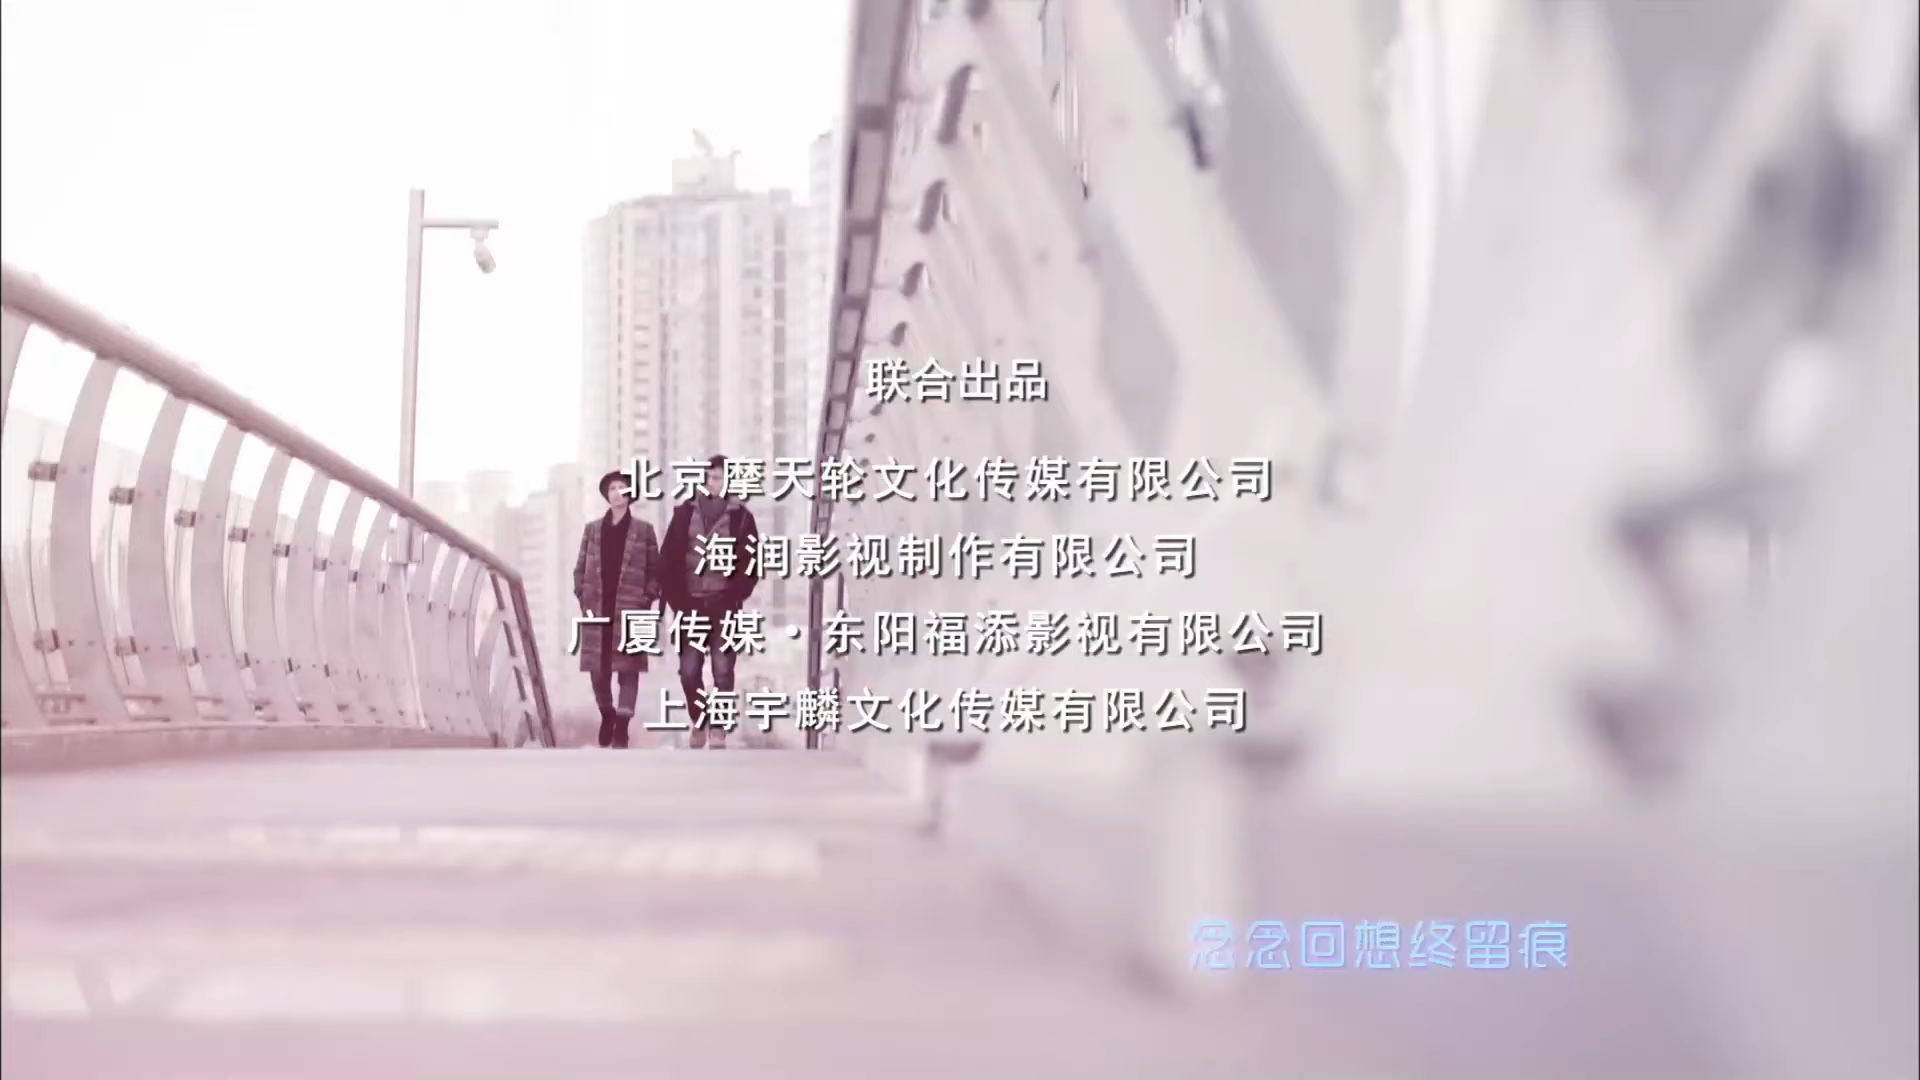 联合出品
北京摩天轮文化传媒有限公司
海润影视制作有限公司
广厦传媒·东阳福添影视有限公司
上海宇麟文化传媒有限公司
念念回想终留痕